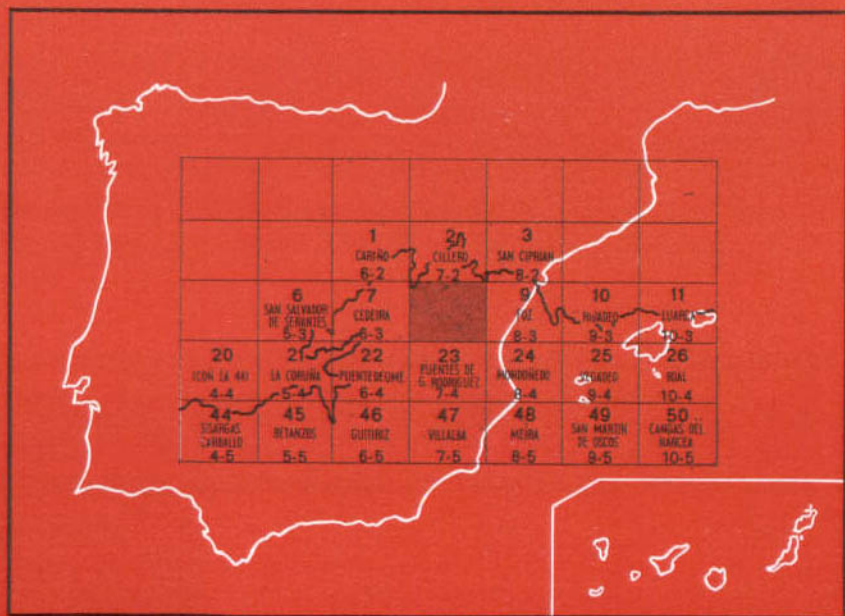 1
CARIÑO
6-2
2
CILLERO
7-2
3
SAN CIPRIAN
8-2
6
SAN SALVADOR
DE SERANTES
5-3
7
CEDEIRA
6-3
9
FOZ
8-3
10
RIBADEO
9-3
11
LUARCA
10-3
20
(CON LA 44)
4-4
21
LA CORUÑA
5-4
22
PUENTEDEUME
6-4
23
PUENTES DE
G. RODRIGUEZ
7-4
24
MONDOÑEDO
8-4
25
VEGADEO
9-4
26
BOAL
10-4
44
SISARGAS
CARBALLO
4-5
45
BETANZOS
5-5
46
GUITIRIZ
6-5
47
VILLALBA
7-5
48
MEIRA
8-5
49
SAN MARTIN
DE OSCOS
9-5
50
CANGAS DEL
NARCEA
10-5